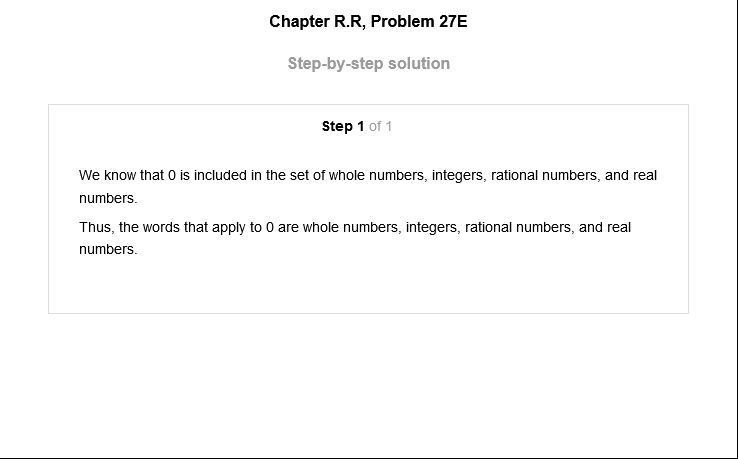 Chapter R.R, Problem 27E
Step-by-step solution
Step 1 of 1
We know that 0 is included in the set of whole numbers, integers, rational numbers, and real
numbers.
Thus, the words that apply to 0 are whole numbers, integers, rational numbers, and real
numbers.